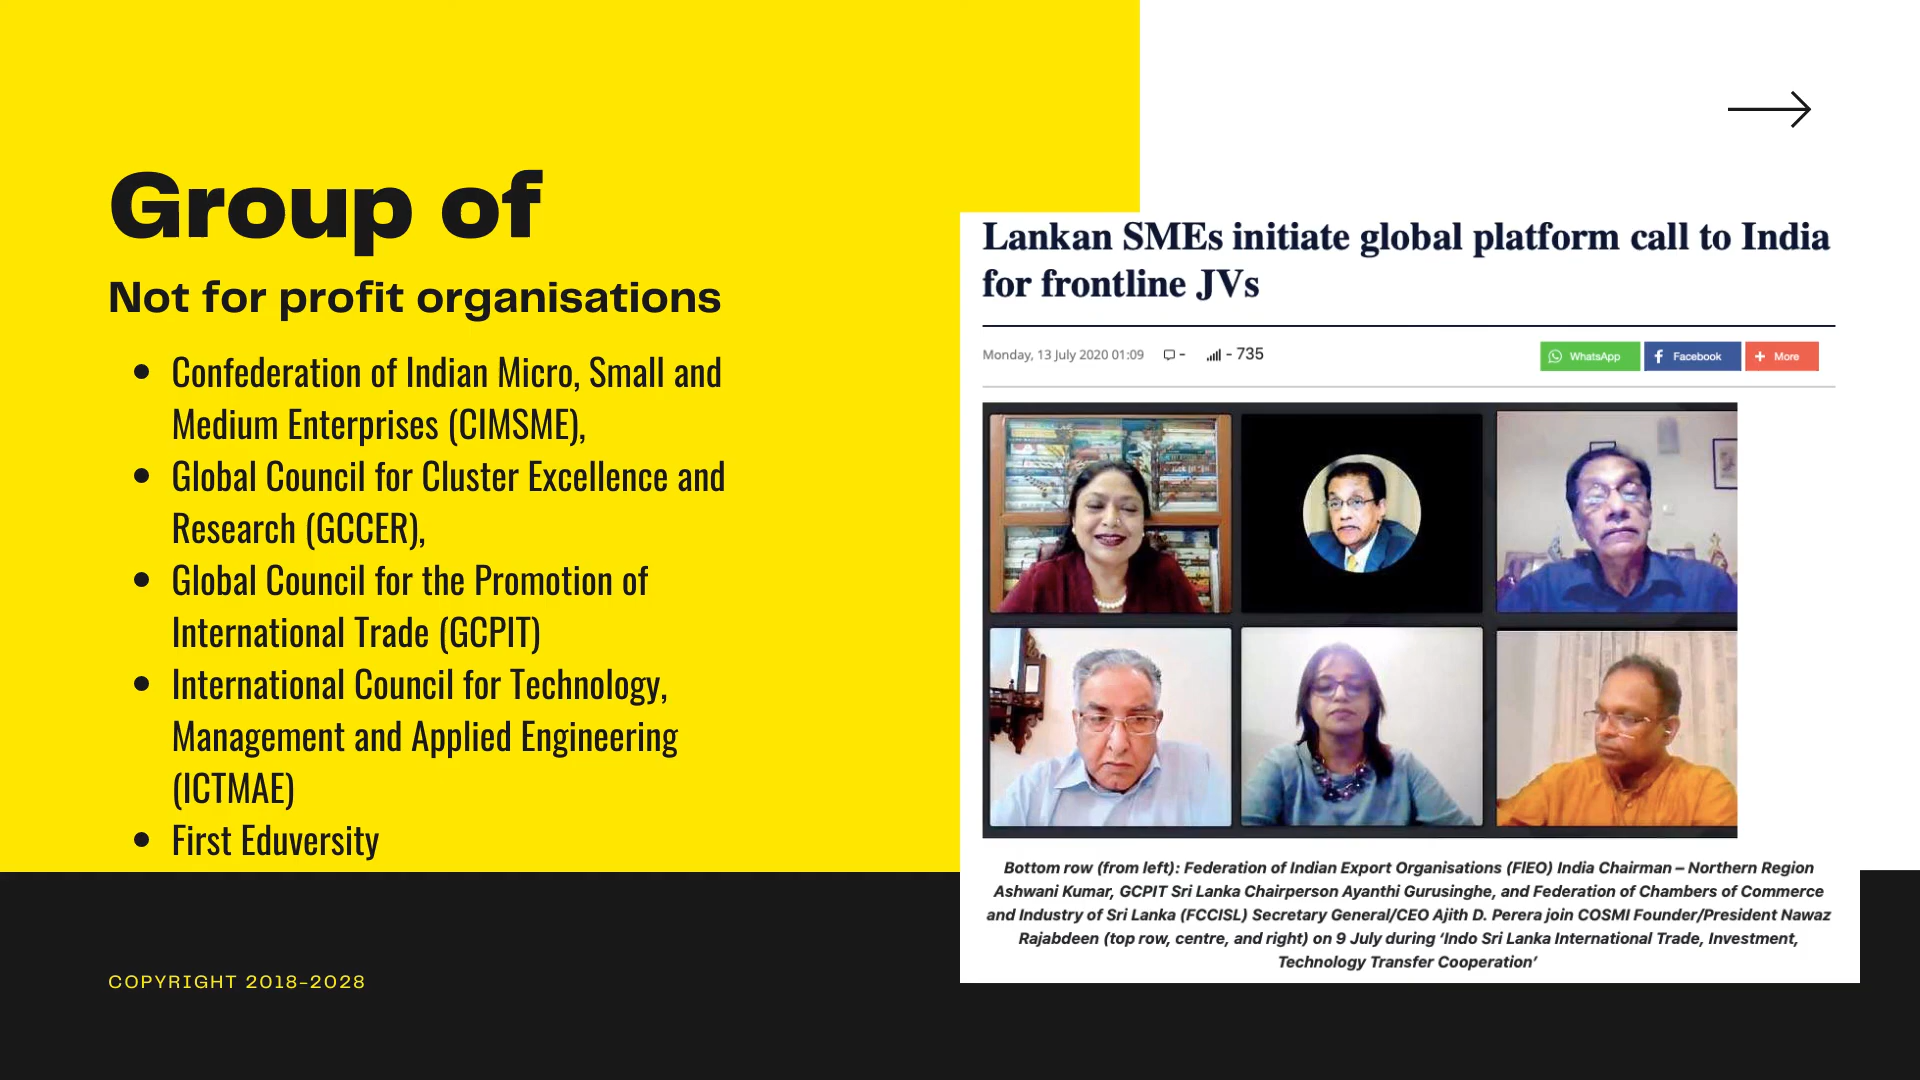 Group of
Not for profit organisations
• Confederation of Indian Micro, Small and
Medium Enterprises (CIMSME),
• Global Council for Cluster Excellence and
Research (GCCER),
• Global Council for the Promotion of
International Trade (GCPIT)
• International Council for Technology,
Management and Applied Engineering
(ICTMAE)
• First Eduversity
COPYRIGHT 2018-2028
Lankan SMEs initiate global platform call to India
for frontline JVs
Monday, 13 July 2020 01:09 - - 735
WhatsApp Facebook More
Bottom row (from left): Federation of Indian Export Organisations (FIEO) India Chairman – Northern Region
Ashwani Kumar, GCPIT Sri Lanka Chairperson Ayanthi Gurusinghe, and Federation of Chambers of Commerce
and Industry of Sri Lanka (FCCISL) Secretary General/CEO Ajith D. Perera join COSMI Founder/President Nawaz
Rajabdeen (top row, centre, and right) on 9 July during ‘Indo Sri Lanka International Trade, Investment,
Technology Transfer Cooperation’